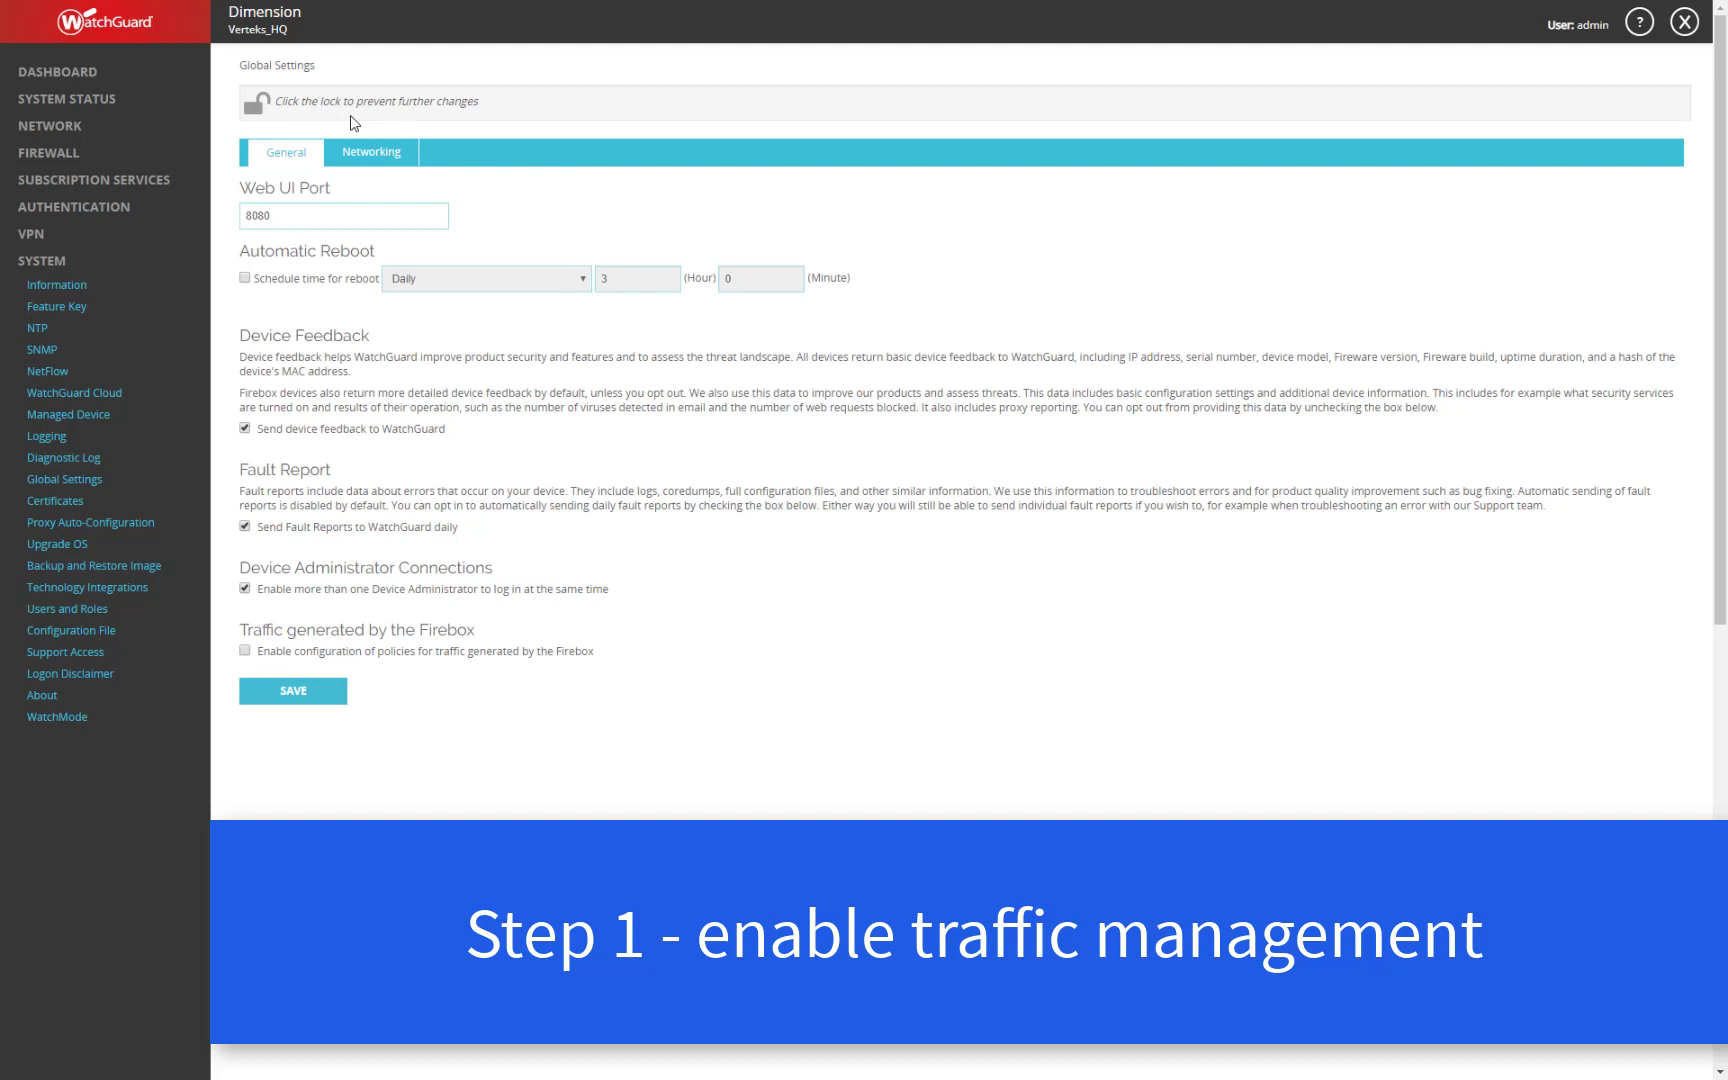 WatchGuard
Dimension
Verteks_HQ
User: admin
?
X
DASHBOARD
SYSTEM STATUS
NETWORK
FIREWALL
SUBSCRIPTION SERVICES
AUTHENTICATION
VPN
SYSTEM
Information
Feature Key
NTP
SNMP
NetFlow
WatchGuard Cloud
Managed Device
Logging
Diagnostic Log
Global Settings
Certificates
Proxy Auto-Configuration
Upgrade OS
Backup and Restore Image
Technology Integrations
Users and Roles
Configuration File
Support Access
Logon Disclaimer
About
WatchMode
Global Settings
Click the lock to prevent further changes
General Networking
Web UI Port
8080
Automatic Reboot
Schedule time for reboot Daily 3 (Hour) 0 (Minute)
Device Feedback
Device feedback helps WatchGuard improve product security and features and to assess the threat landscape. All devices return basic device feedback to WatchGuard, including IP address, serial number, device model, Fireware version, Fireware build, uptime duration, and a hash of the
device's MAC address.
Firebox devices also return more detailed device feedback by default, unless you opt out. We also use this data to improve our products and assess threats. This data includes basic configuration settings and additional device information. This includes for example what security services
are turned on and results of their operation, such as the number of viruses detected in email and the number of web requests blocked. It also includes proxy reporting. You can opt out from providing this data by unchecking the box below.
Send device feedback to WatchGuard
Fault Report
Fault reports include data about errors that occur on your device. They include logs, coredumps, full configuration files, and other similar information. We use this information to troubleshoot errors and for product quality improvement such as bug fixing. Automatic sending of fault
reports is disabled by default. You can opt in to automatically sending daily fault reports by checking the box below. Either way you will still be able to send individual fault reports if you wish to, for example when troubleshooting an error with our Support team.
Send Fault Reports to WatchGuard daily
Device Administrator Connections
Enable more than one Device Administrator to log in at the same time
Traffic generated by the Firebox
Enable configuration of policies for traffic generated by the Firebox
SAVE
Step 1 - enable traffic management